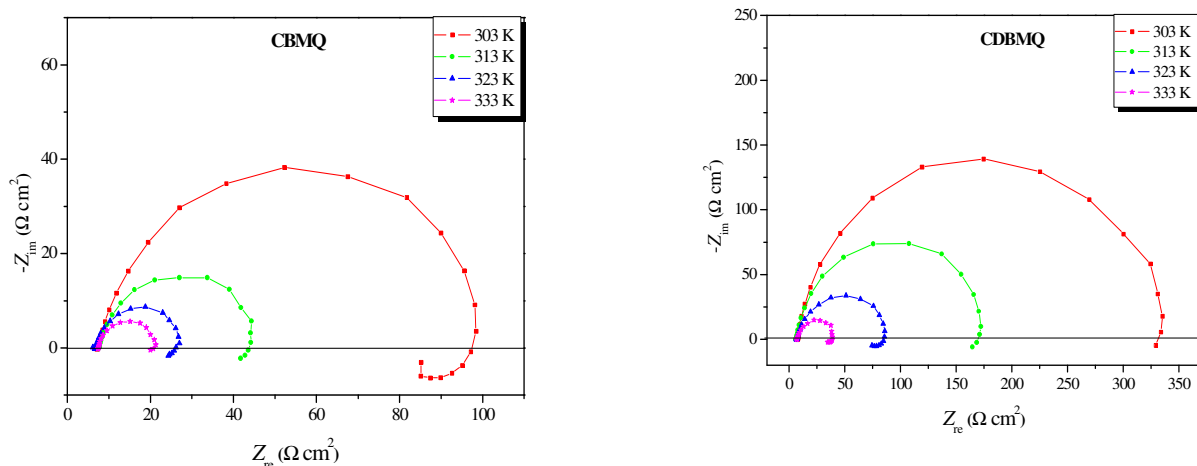 CBMQ
303 K
313 K
323 K
333 K
60
40
20
0
-Z_im (Ω cm²)
0 20 40 60 80 100
Z_re (Ω cm²)
CDBMQ
303 K
313 K
323 K
333 K
250
200
150
100
50
0
-Z_im (Ω cm²)
0 50 100 150 200 250 300 350
Z_re (Ω cm²)